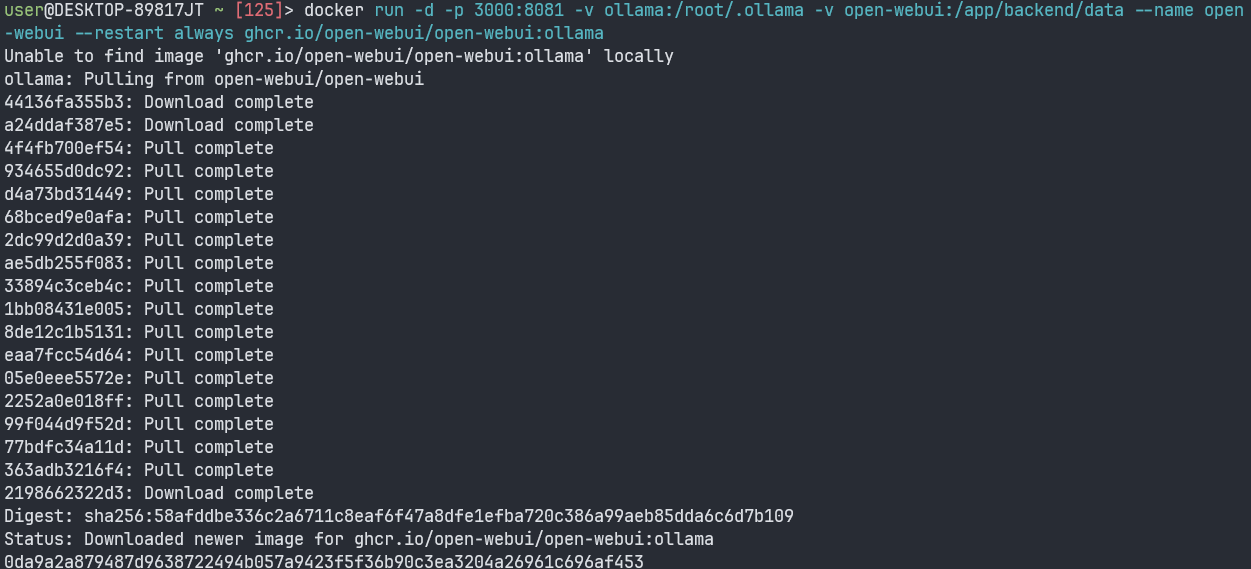 user@DESKTOP-89817JT ~ [125]> docker run -d -p 3000:8081 -v ollama:/root/.ollama -v open-webui:/app/backend/data --name open
-webui --restart always ghcr.io/open-webui/open-webui:ollama
Unable to find image 'ghcr.io/open-webui/open-webui:ollama' locally
ollama: Pulling from open-webui/open-webui
44136fa355b3: Download complete
a24ddaf387e5: Download complete
4f4fb700ef54: Pull complete
934655d0dc92: Pull complete
d4a73bd31449: Pull complete
68bced9e0afa: Pull complete
2dc99d2d0a39: Pull complete
ae5db255f083: Pull complete
33894c3ceb4c: Pull complete
1bb08431e005: Pull complete
8de12c1b5131: Pull complete
eaa7fcc54d64: Pull complete
05e0eee5572e: Pull complete
2252a0e018ff: Pull complete
99f044d9f52d: Pull complete
77bdfc34a11d: Pull complete
363adb3216f4: Pull complete
2198662322d3: Download complete
Digest: sha256:58afddbe336c2a6711c8eaf6f47a8dfe1efba720c386a99aeb85dda6c6d7b109
Status: Downloaded newer image for ghcr.io/open-webui/open-webui:ollama
0da9a2a879487d9638722494b057a9423f5f36b90c3ea3204a26961c696af453